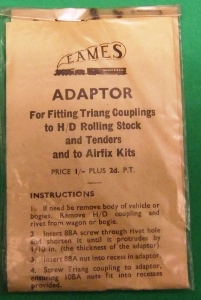 EAMES
ADAPTOR
For Fitting Triang Couplings
to H/D Rolling Stock
and Tenders
and to Airfix Kits
PRICE 1/- PLUS 2d. P.T.
INSTRUCTIONS
1. If need be remove body of vehicle or
bogies. Remove H/D coupling and
rivet from wagon or bogie.
2. Insert 8BA screw through rivet hole
and shorten it until it protrudes by
1/10 in. (the thickness of the adaptor).
3. Insert 8BA nut into recess in adaptor.
4. Screw Triang coupling to adaptor,
ensuring 10BA nuts fit into recesses
provided.